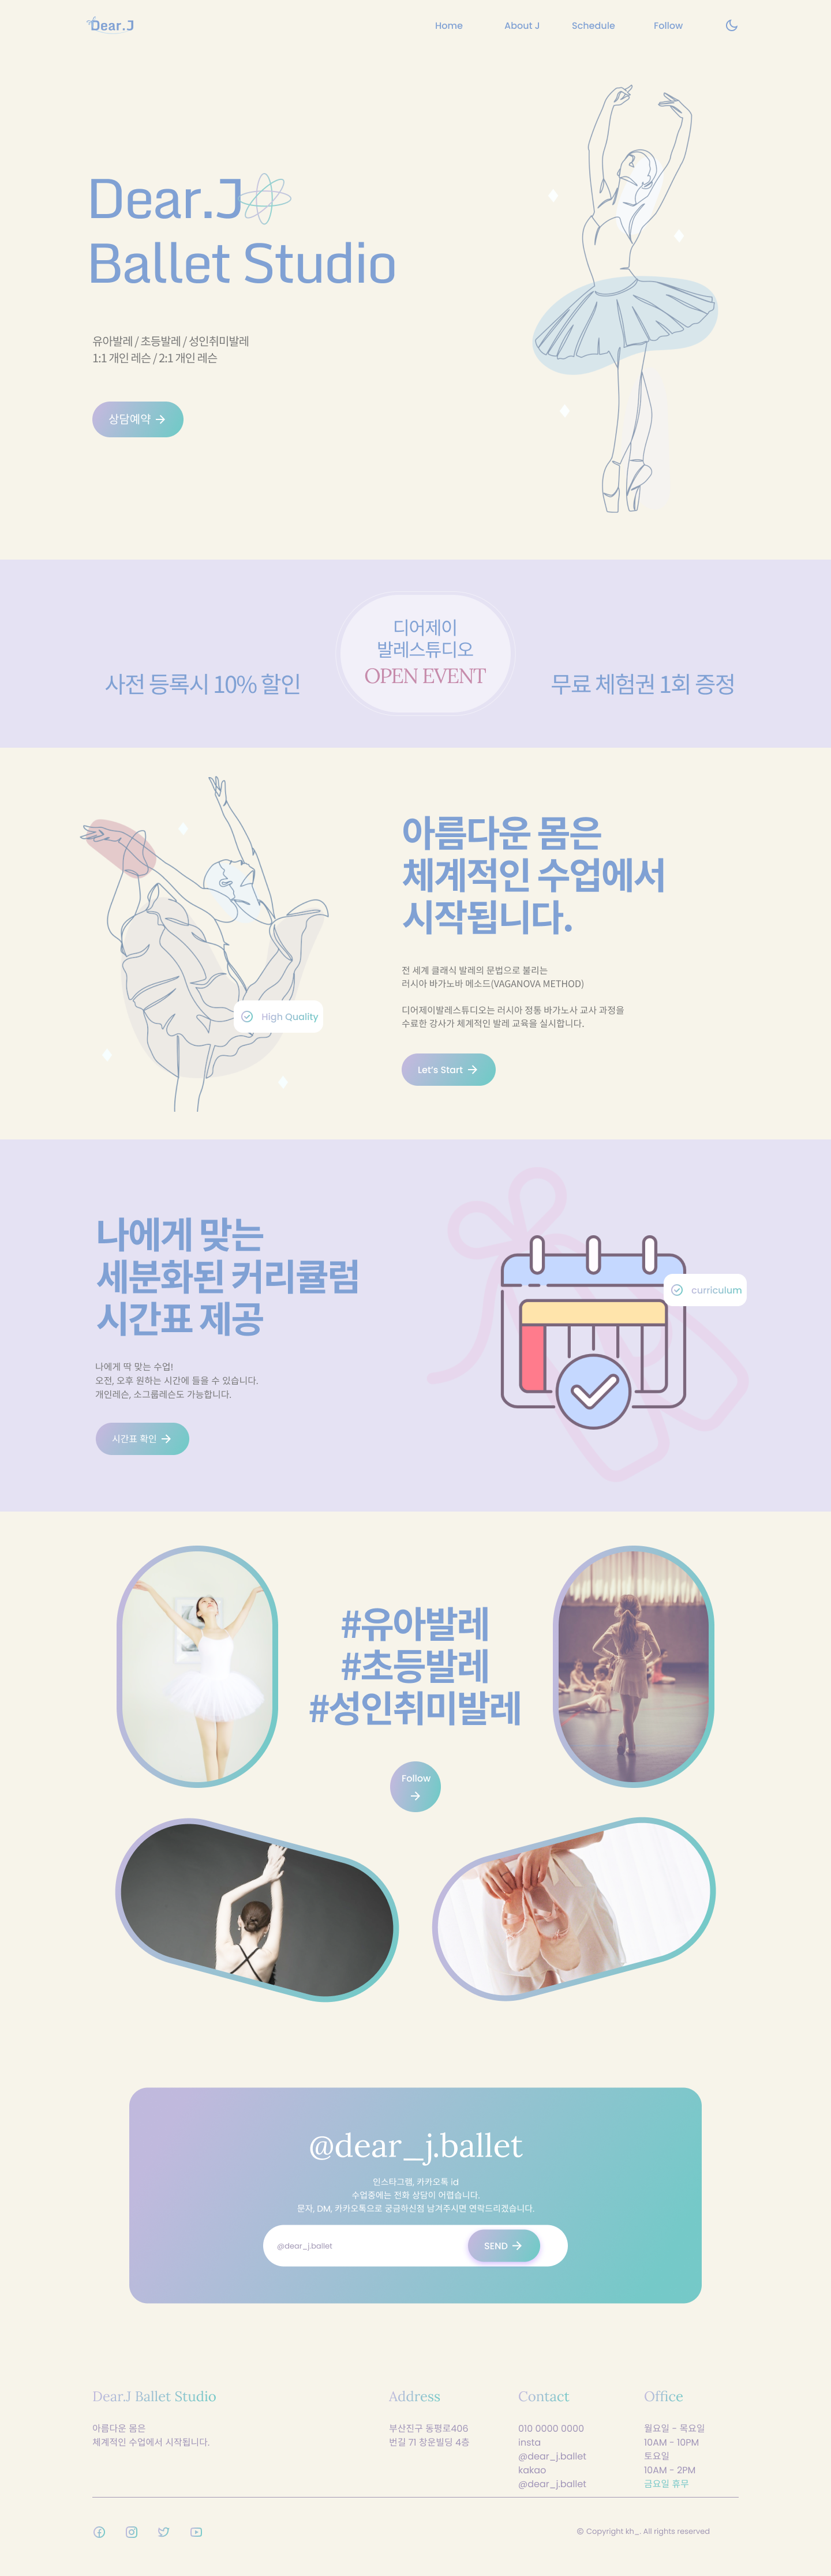 Dear.J
Home About J Schedule Follow
Dear.J
Ballet Studio
유아발레 / 초등발레 / 성인취미발레
1:1 개인 레슨 / 2:1 개인 레슨
상담예약 →
디어제이
발레스튜디오
OPEN EVENT
사전 등록시 10% 할인
무료 체험권 1회 증정
High Quality
아름다운 몸은
체계적인 수업에서
시작됩니다.
전 세계 클래식 발레의 문법으로 불리는
러시아 바가노바 메소드(VAGANOVA METHOD)
디어제이발레스튜디오는 러시아 정통 바가노사 교사 과정을
수료한 강사가 체계적인 발레 교육을 실시합니다.
Let's Start →
나에게 맞는
세분화된 커리큘럼
시간표 제공
나에게 딱 맞는 수업!
오전, 오후 원하는 시간에 들을 수 있습니다.
개인레슨, 소그룹레슨도 가능합니다.
시간표 확인 →
curriculum
#유아발레
#초등발레
#성인취미발레
Follow
→
@dear_j.ballet
인스타그램, 카카오톡 id
수업중에는 전화 상담이 어렵습니다.
문자, DM, 카카오톡으로 궁금하신점 남겨주시면 연락드리겠습니다.
@dear_j.ballet
SEND →
Dear.J Ballet Studio
아름다운 몸은
체계적인 수업에서 시작됩니다.
Address
부산진구 동평로406
번길 71 창운빌딩 4층
Contact
010 0000 0000
insta
@dear_j.ballet
kakao
@dear_j.ballet
Office
월요일 - 목요일
10AM - 10PM
토요일
10AM - 2PM
금요일 휴무
© Copyright kh_. All rights reserved